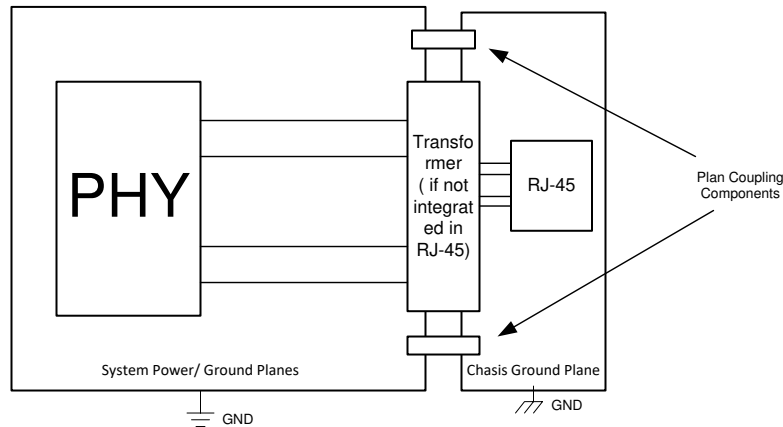 PHY
Transfo
rmer
( if not
integrat
ed in
RJ-45)
RJ-45
Plan Coupling
Components
System Power/ Ground Planes
Chasis Ground Plane
GND
GND